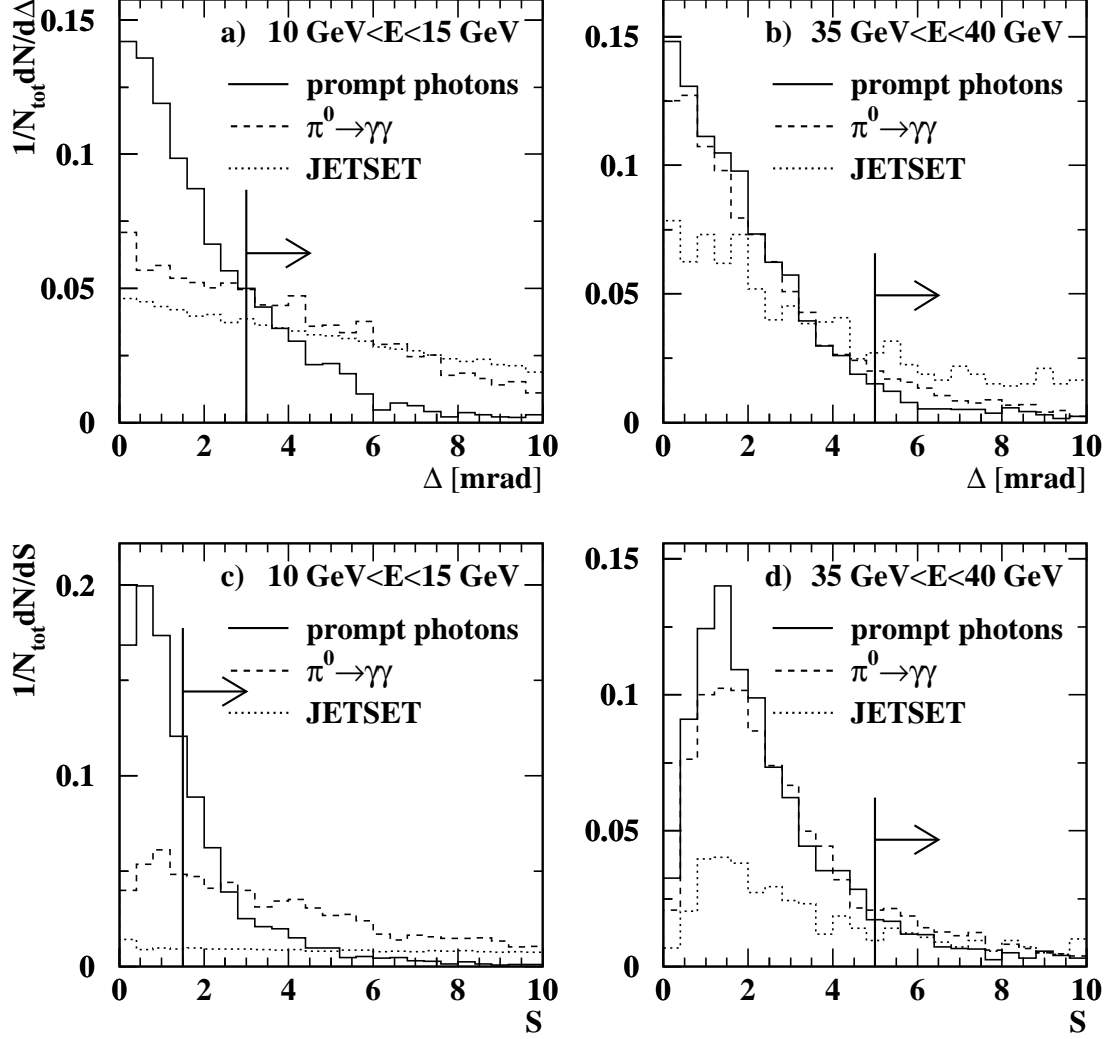 1/N_tot dN/dΔ
a) 10 GeV<E<15 GeV
prompt photons
π⁰→γγ
JETSET
0.15
0.1
0.05
0
0 2 4 6 8 10
Δ [mrad]
b) 35 GeV<E<40 GeV
prompt photons
π⁰→γγ
JETSET
0.15
0.1
0.05
0
0 2 4 6 8 10
Δ [mrad]
1/N_tot dN/dS
c) 10 GeV<E<15 GeV
prompt photons
π⁰→γγ
JETSET
0.2
0.1
0
0 2 4 6 8 10
S
d) 35 GeV<E<40 GeV
prompt photons
π⁰→γγ
JETSET
0.15
0.1
0.05
0
0 2 4 6 8 10
S